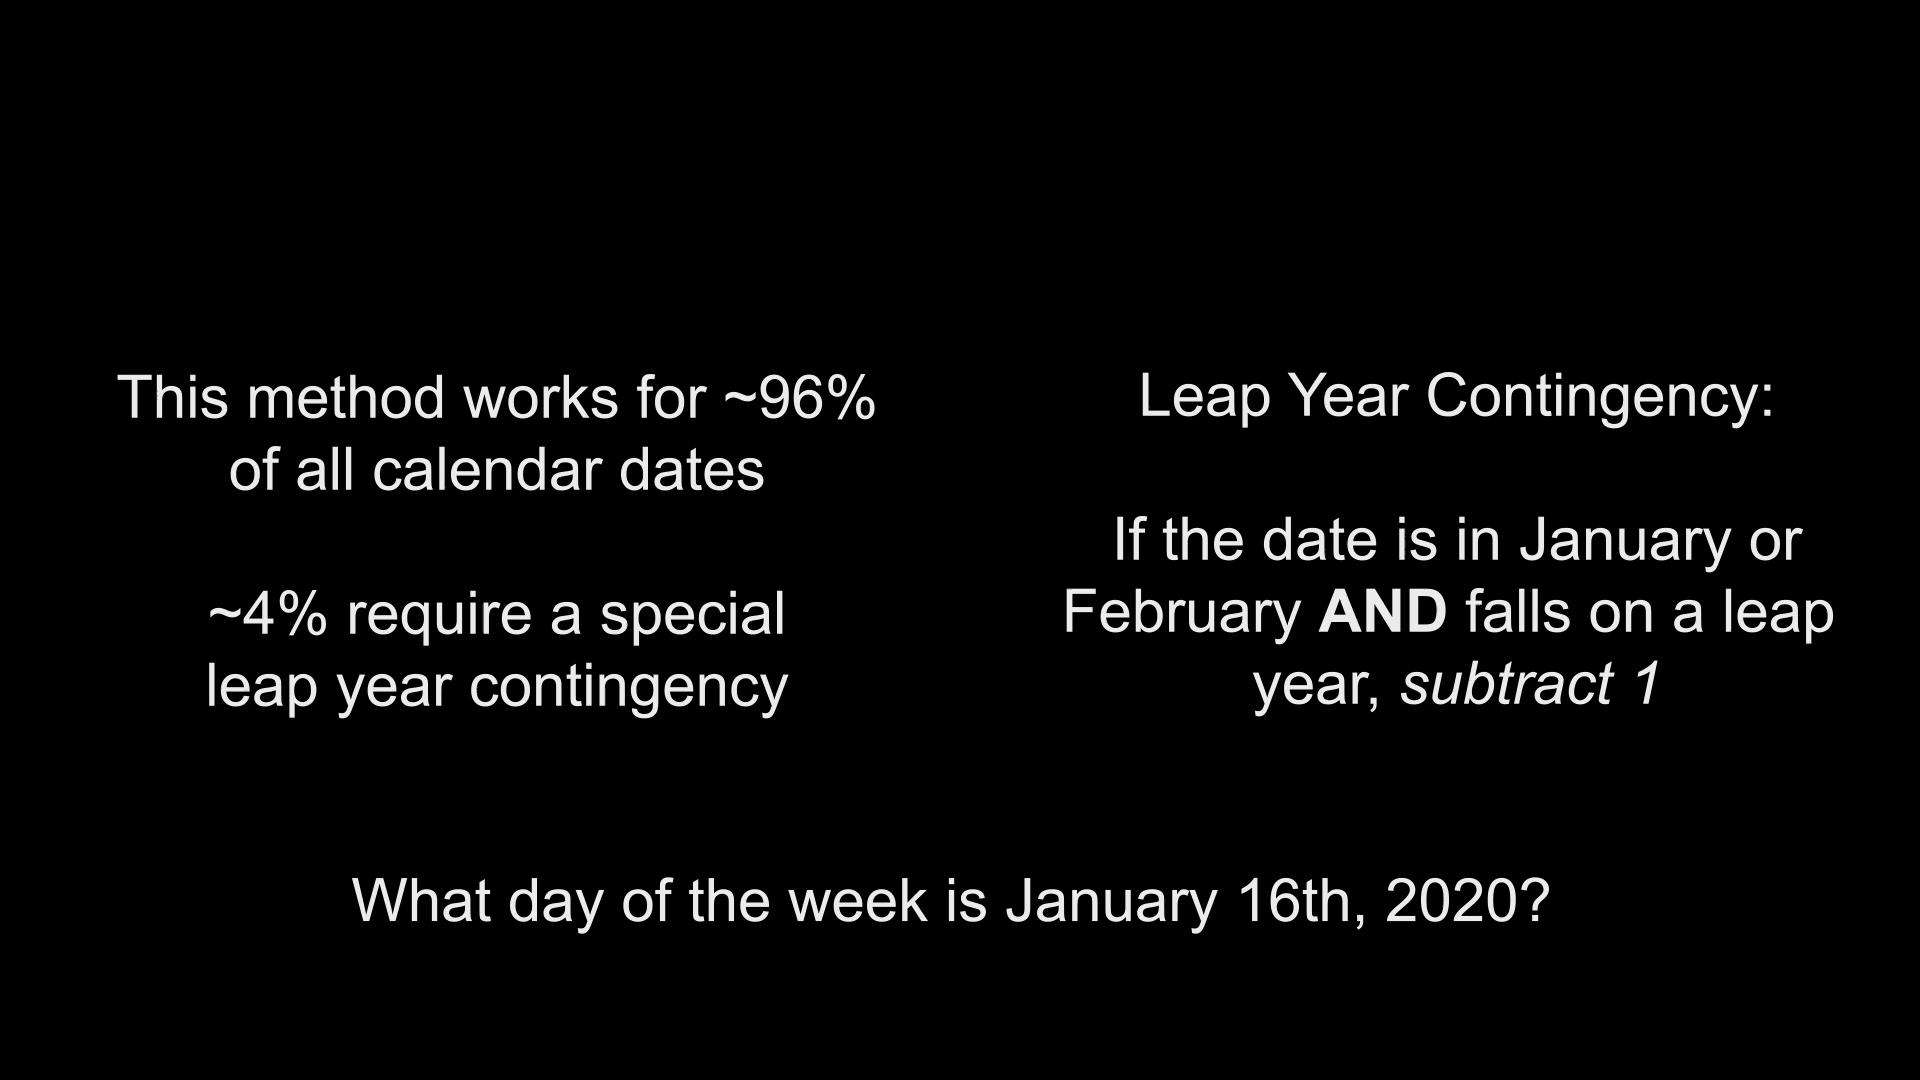 This method works for ~96%
of all calendar dates
~4% require a special
leap year contingency
Leap Year Contingency:
If the date is in January or
February AND falls on a leap
year, subtract 1
What day of the week is January 16th, 2020?